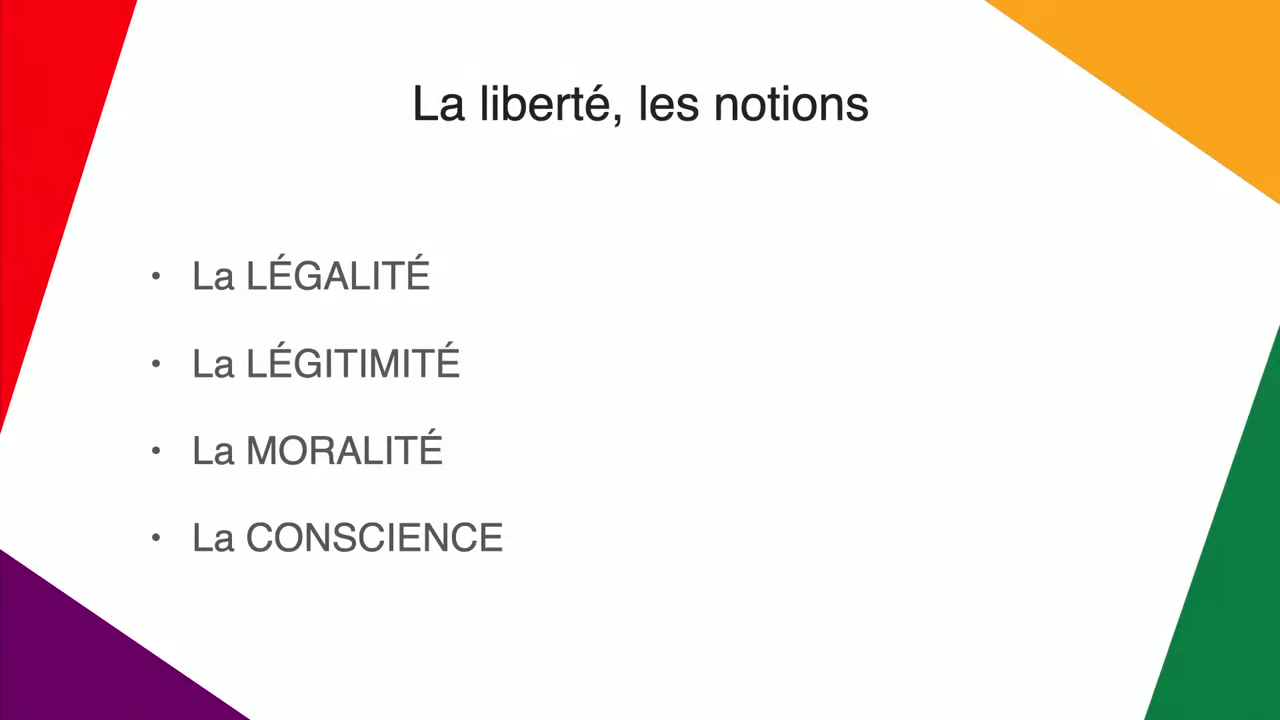 La liberté, les notions
• La LÉGALITÉ
• La LÉGITIMITÉ
• La MORALITÉ
• La CONSCIENCE